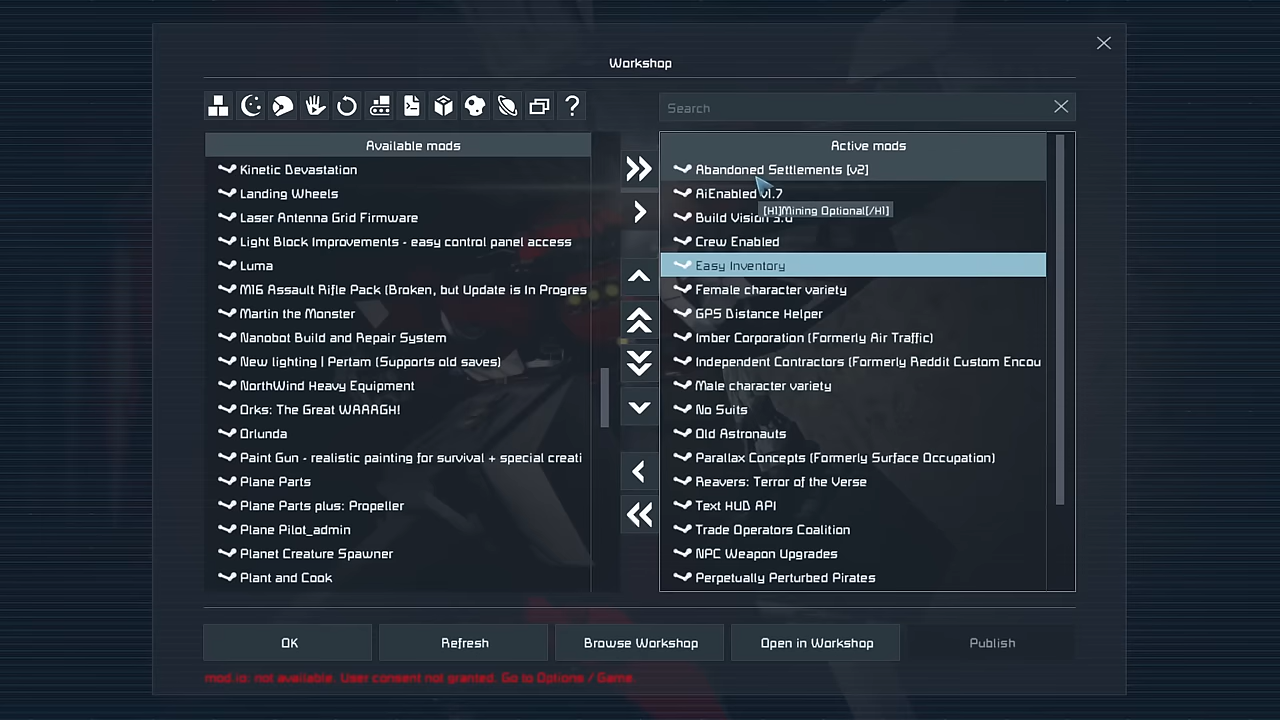 Workshop
Search
Available mods
Kinetic Devastation
Landing Wheels
Laser Antenna Grid Firmware
Light Block Improvements - easy control panel access
Luma
M16 Assault Rifle Pack (Broken, but Update is In Progres
Martin the Monster
Nanobot Build and Repair System
New lighting | Pertam (Supports old saves)
NorthWind Heavy Equipment
Orks: The Great WAAAGH!
Orlunda
Paint Gun - realistic painting for survival + special creati
Plane Parts
Plane Parts plus: Propeller
Plane Pilot_admin
Planet Creature Spawner
Plant and Cook
Active mods
Abandoned Settlements [v2]
AiEnabled v1.7
[H1]Mining Optional[/H1]
Build Vision 3.0
Crew Enabled
Easy Inventory
Female character variety
GPS Distance Helper
Imber Corporation (Formerly Air Traffic)
Independent Contractors (Formerly Reddit Custom Encou
Male character variety
No Suits
Old Astronauts
Parallax Concepts (Formerly Surface Occupation)
Reavers: Terror of the Verse
Text HUD API
Trade Operators Coalition
NPC Weapon Upgrades
Perpetually Perturbed Pirates
OK
Refresh
Browse Workshop
Open in Workshop
Publish
mod.io: not available. User consent not granted. Go to Options / Game.